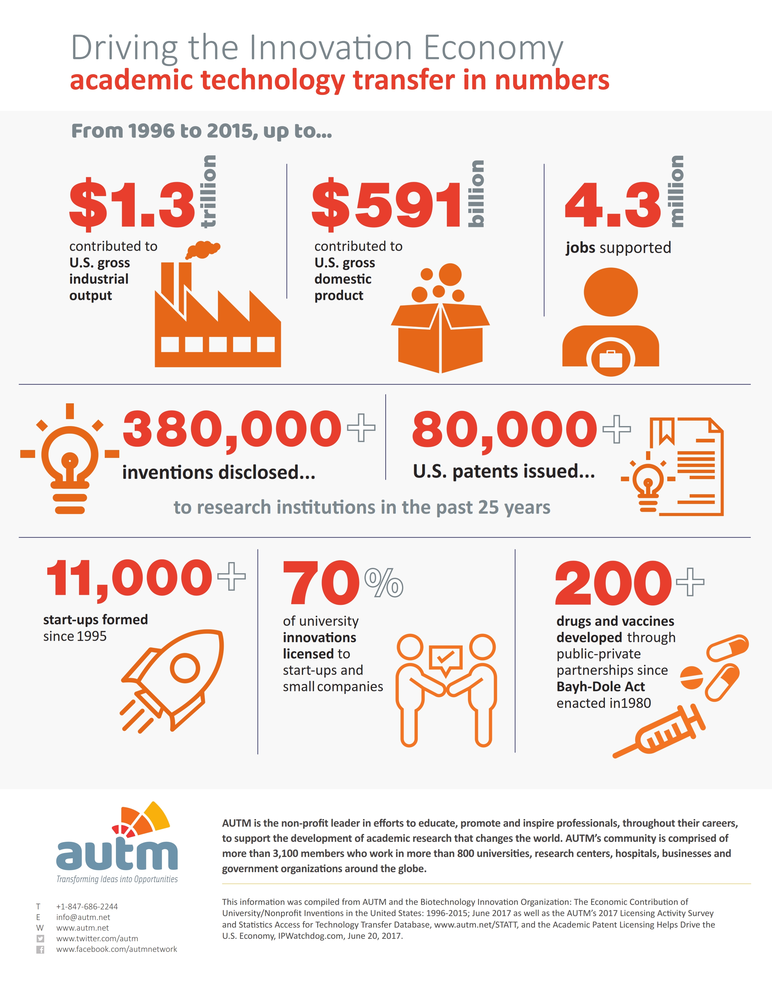 Driving the Innovation Economy
academic technology transfer in numbers
From 1996 to 2015, up to...
$1.3 trillion
contributed to
U.S. gross
industrial
output
$591 billion
contributed to
U.S. gross
domestic
product
4.3 million
jobs supported
380,000+
inventions disclosed...
80,000+
U.S. patents issued...
to research institutions in the past 25 years
11,000+
start-ups formed
since 1995
70%
of university
innovations
licensed to
start-ups and
small companies
200+
drugs and vaccines
developed through
public-private
partnerships since
Bayh-Dole Act
enacted in1980
autm
Transforming Ideas into Opportunities
T +1-847-686-2244
E info@autm.net
W www.autm.net
www.twitter.com/autm
www.facebook.com/autmnetwork
AUTM is the non-profit leader in efforts to educate, promote and inspire professionals, throughout their careers,
to support the development of academic research that changes the world. AUTM’s community is comprised of
more than 3,100 members who work in more than 800 universities, research centers, hospitals, businesses and
government organizations around the globe.
This information was compiled from AUTM and the Biotechnology Innovation Organization: The Economic Contribution of
University/Nonprofit Inventions in the United States: 1996-2015; June 2017 as well as the AUTM’s 2017 Licensing Activity Survey
and Statistics Access for Technology Transfer Database, www.autm.net/STATT, and the Academic Patent Licensing Helps Drive the
U.S. Economy, IPWatchdog.com, June 20, 2017.